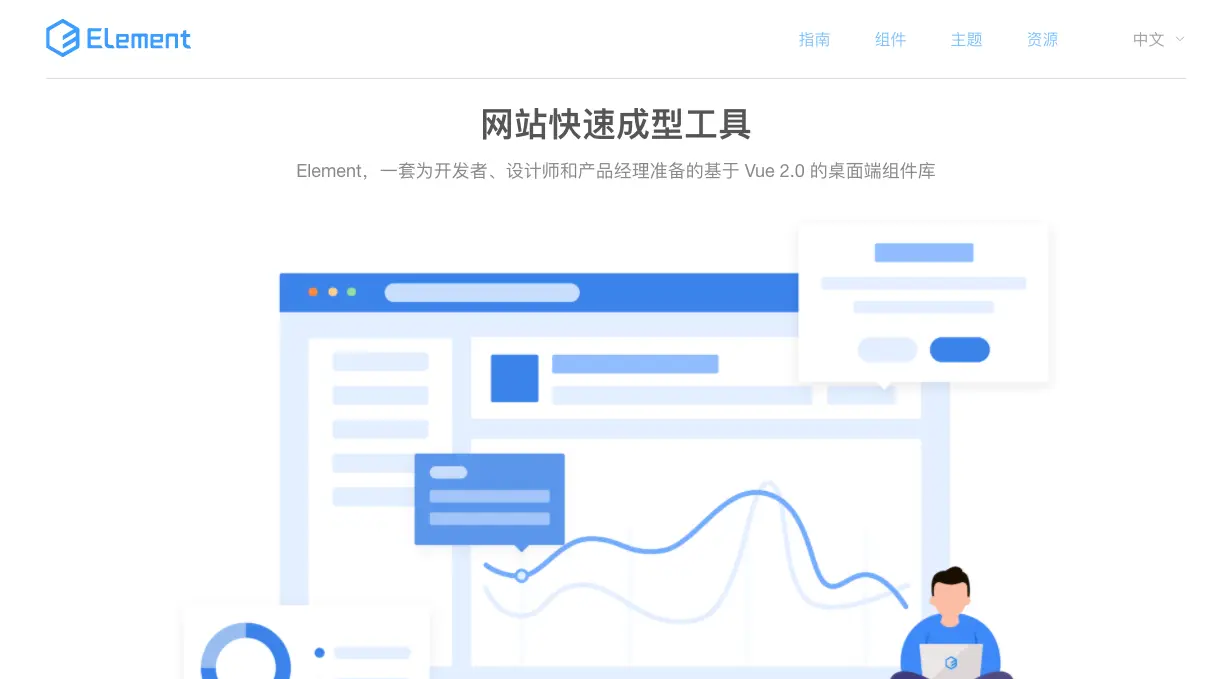 Element
指南
组件
主题
资源
中文
网站快速成型工具
Element，一套为开发者、设计师和产品经理准备的基于 Vue 2.0 的桌面端组件库